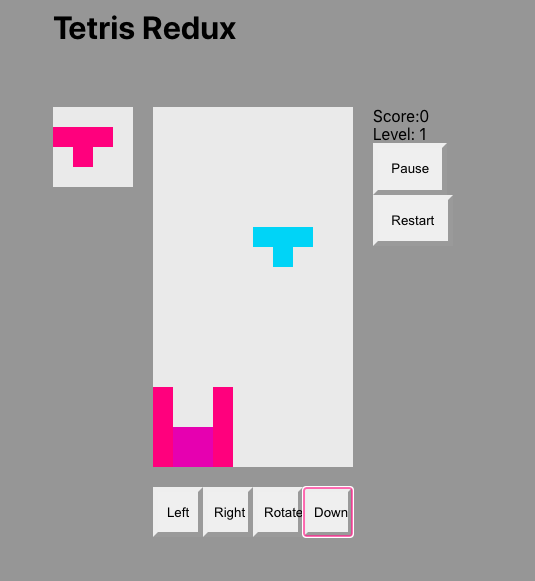 Tetris Redux
Score:0
Level: 1
Pause
Restart
Left
Right
Rotate
Down